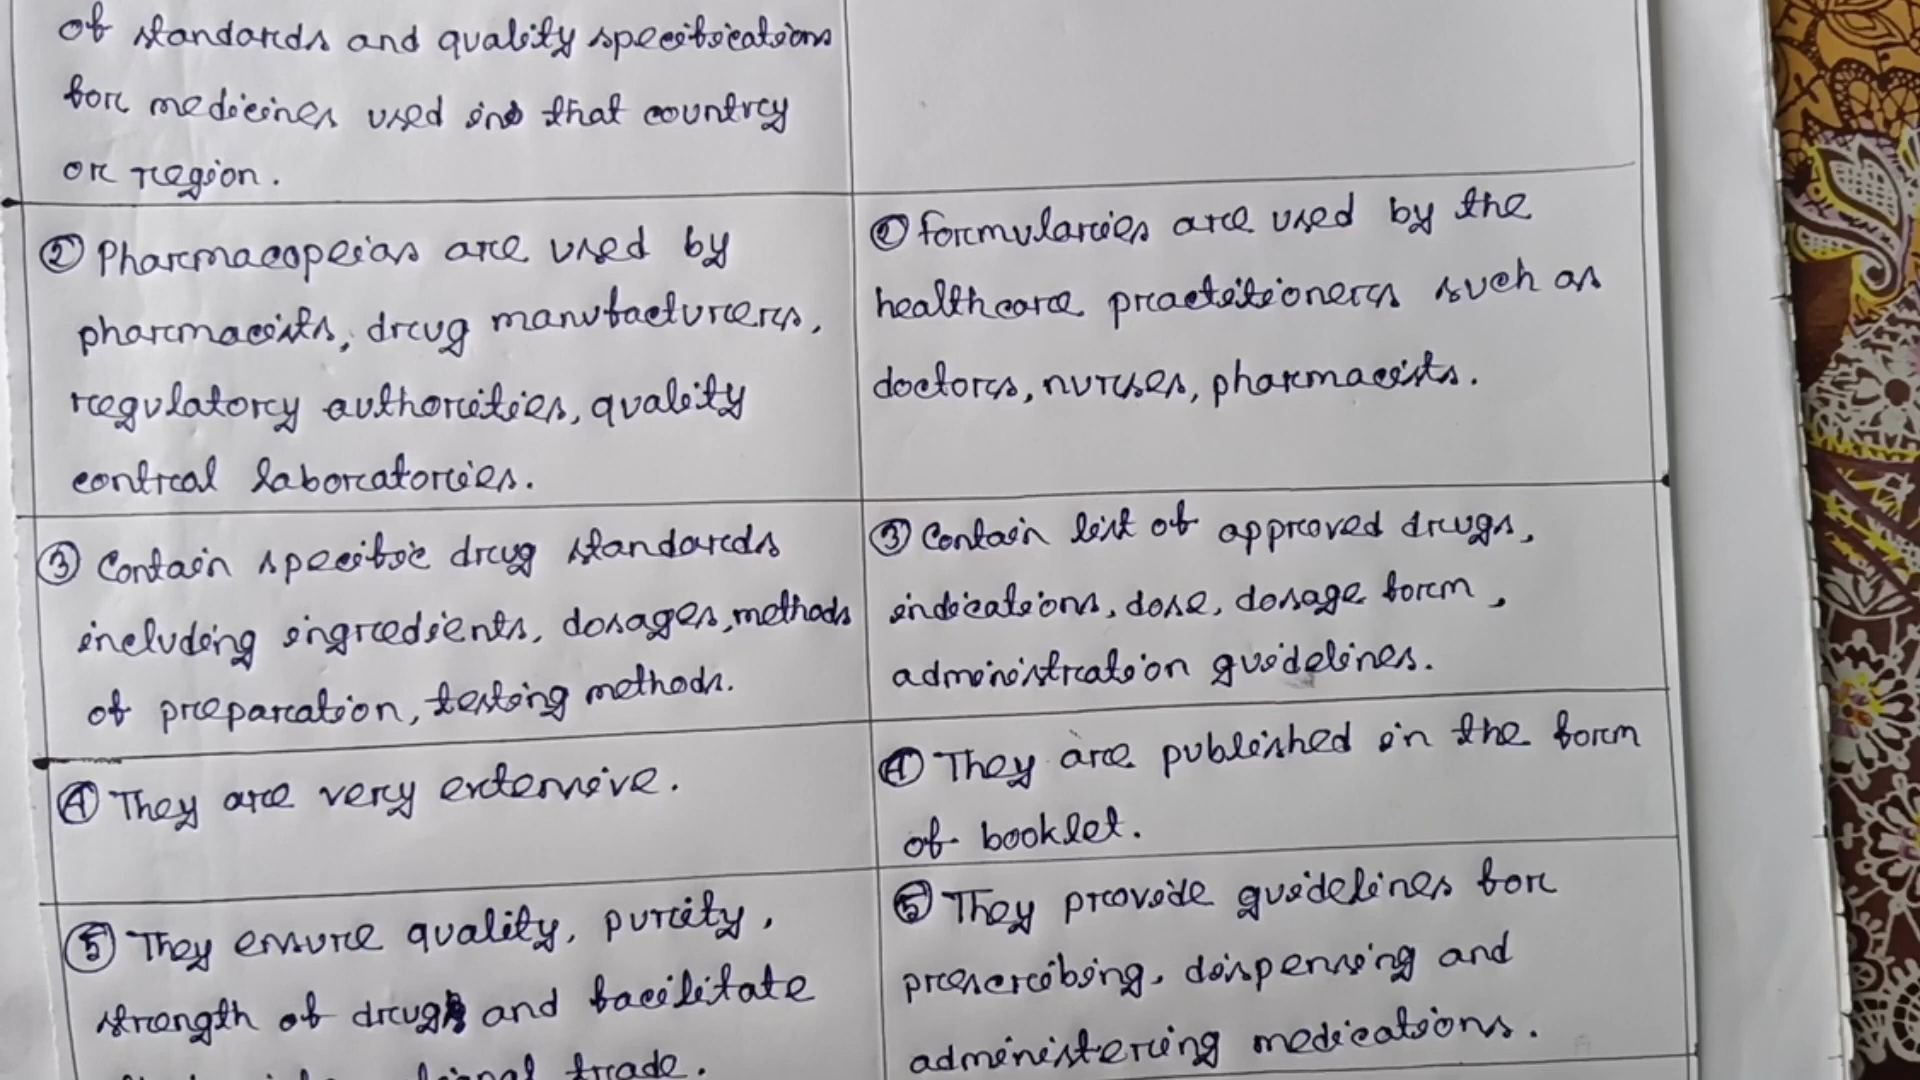 of standards and quality specifications
for medicines used in that country
or region.
② Pharmacopeias are used by
pharmacists, drug manufacturers,
regulatory authorities, quality
control laboratories.
③ Contain specific drug standards
including ingredients, dosages, methods
of preparation, testing methods.
④ They are very extensive.
⑤ They ensure quality, purity,
strength of drugs and facilitate
trade.
② formularies are used by the
healthcare practitioners such as
doctors, nurses, pharmacists.
③ Contain list of approved drugs,
indications, dose, dosage form,
administration guidelines.
④ They are published in the form
of booklet.
⑤ They provide guidelines for
prescribing, dispensing and
administering medications.